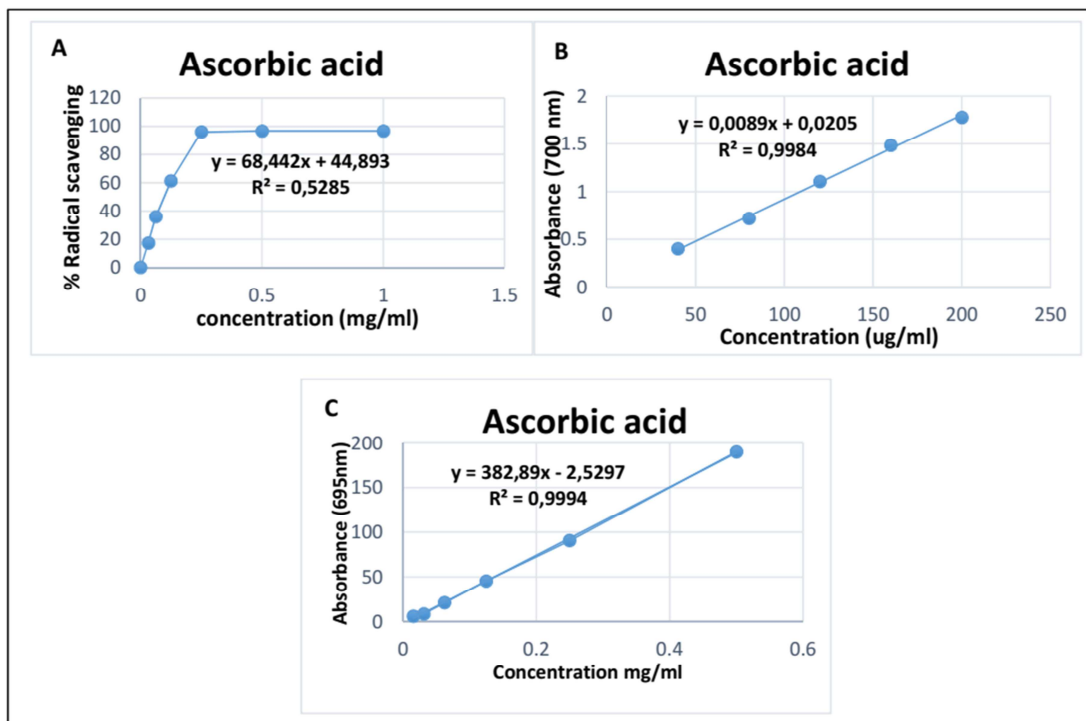 A
Ascorbic acid
% Radical scavenging
120
100
80
60
40
20
0
y = 68,442x + 44,893
R² = 0,5285
0 0.5 1 1.5
concentration (mg/ml)
B
Ascorbic acid
Absorbance (700 nm)
2
1.5
1
0.5
0
y = 0,0089x + 0,0205
R² = 0,9984
0 50 100 150 200 250
Concentration (ug/ml)
C
Ascorbic acid
Absorbance (695nm)
200
150
100
50
0
y = 382,89x - 2,5297
R² = 0,9994
0 0.2 0.4 0.6
Concentration mg/ml